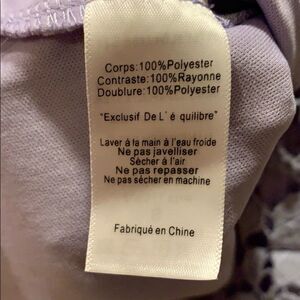 Corps:100%Polyester
Contraste:100%Rayonne
Doublure:100%Polyester
"Exclusif De L' é quilibre"
Laver à la main à l'eau froide
Ne pas javelliser
Sécher à l'air
Ne pas repasser
Ne pas sécher en machine
Fabriqué en Chine